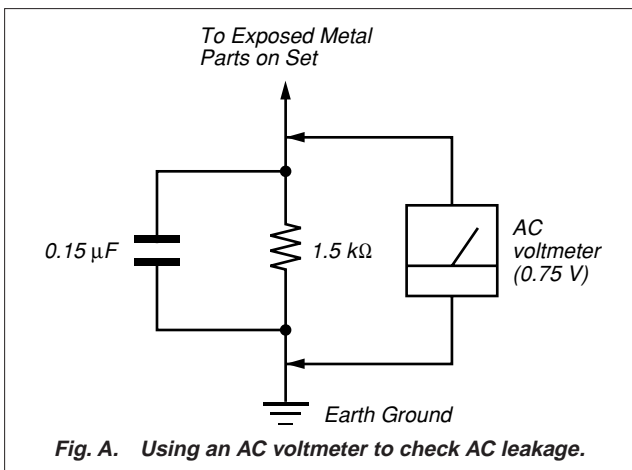 To Exposed Metal
Parts on Set
0.15 μF
1.5 kΩ
AC
voltmeter
(0.75 V)
Earth Ground
Fig. A. Using an AC voltmeter to check AC leakage.